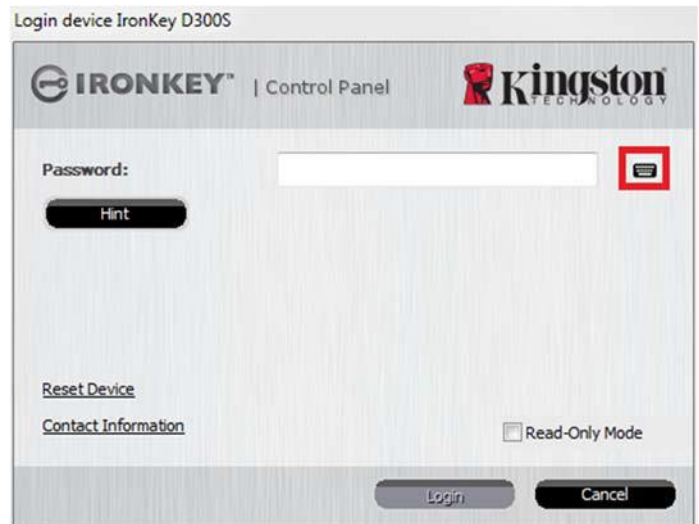 Login device IronKey D300S
IRONKEY™ | Control Panel
Kingston
TECHNOLOGY
Password:
Hint
Reset Device
Contact Information
Read-Only Mode
Login
Cancel